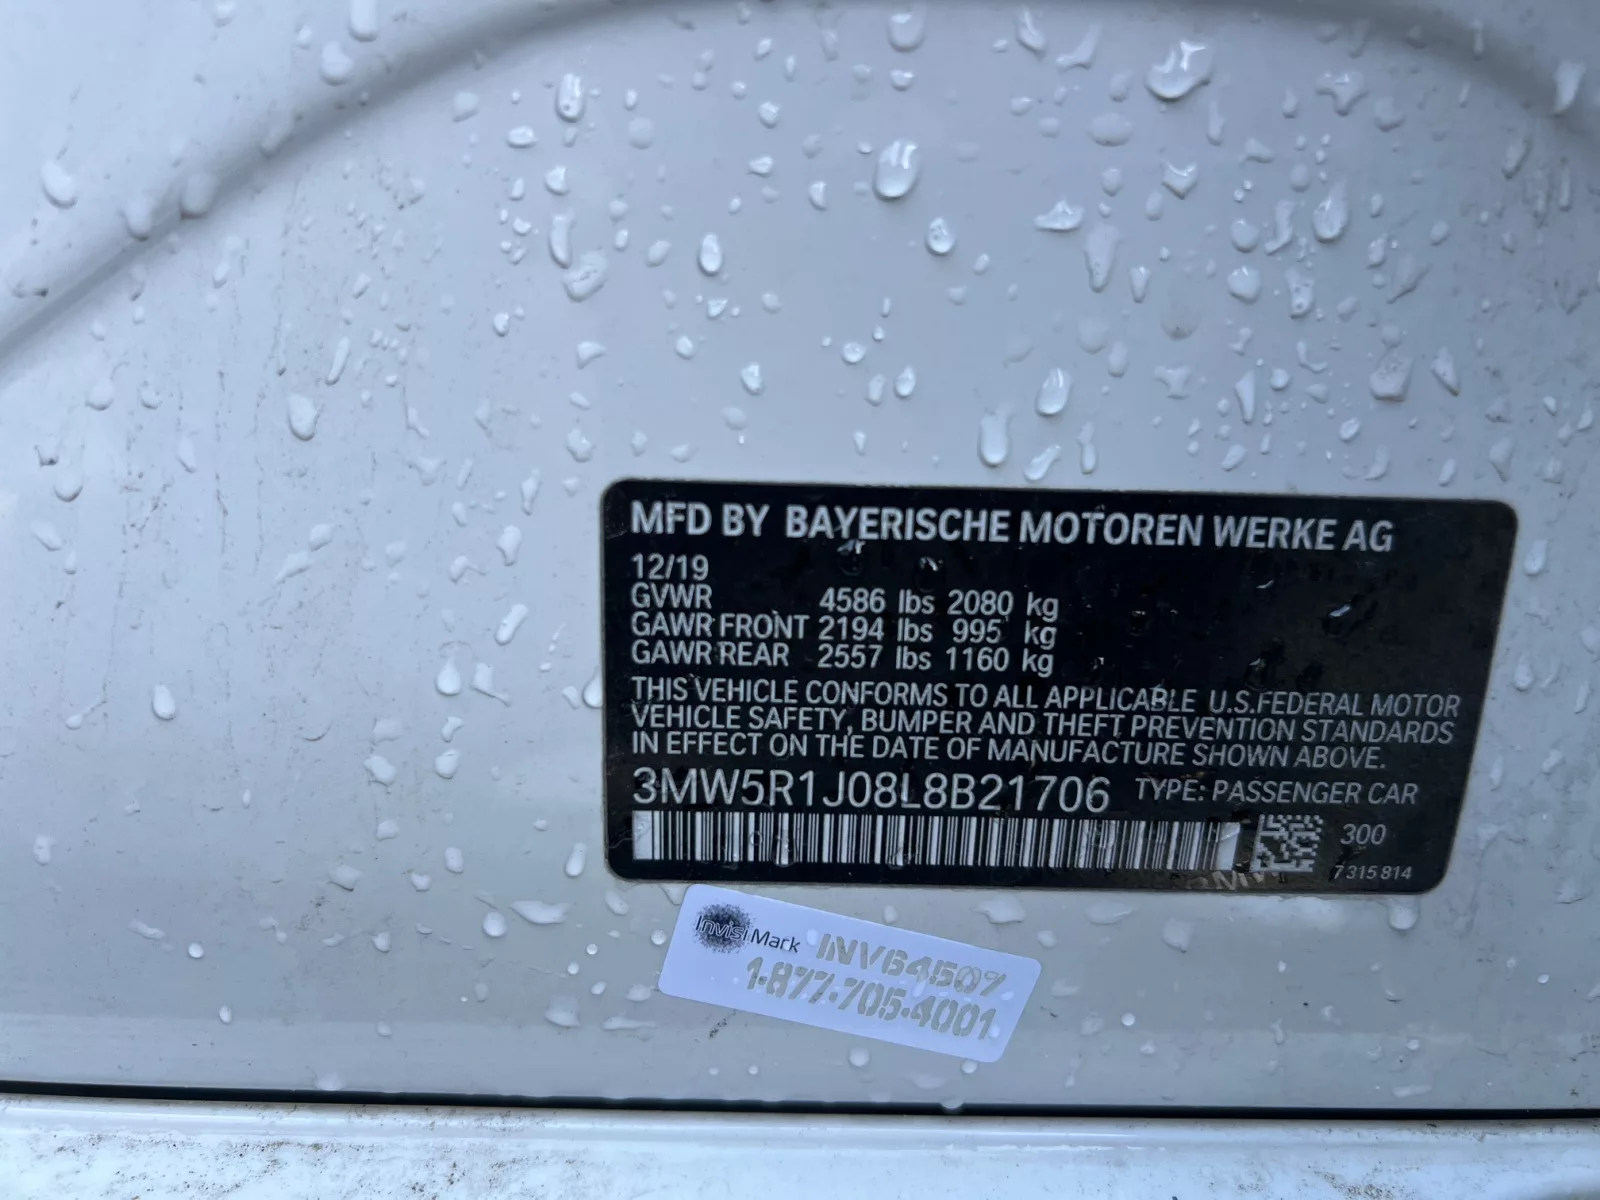 MFD BY BAYERISCHE MOTOREN WERKE AG
12/19
GVWR 4586 lbs 2080 kg
GAWR FRONT 2194 lbs 995 kg
GAWR REAR 2557 lbs 1160 kg
THIS VEHICLE CONFORMS TO ALL APPLICABLE U.S.FEDERAL MOTOR
VEHICLE SAFETY, BUMPER AND THEFT PREVENTION STANDARDS
IN EFFECT ON THE DATE OF MANUFACTURE SHOWN ABOVE.
3MW5R1J08L8B21706 TYPE: PASSENGER CAR
300
7 315 814
InvisiMark INV64507
1-877-705-4001